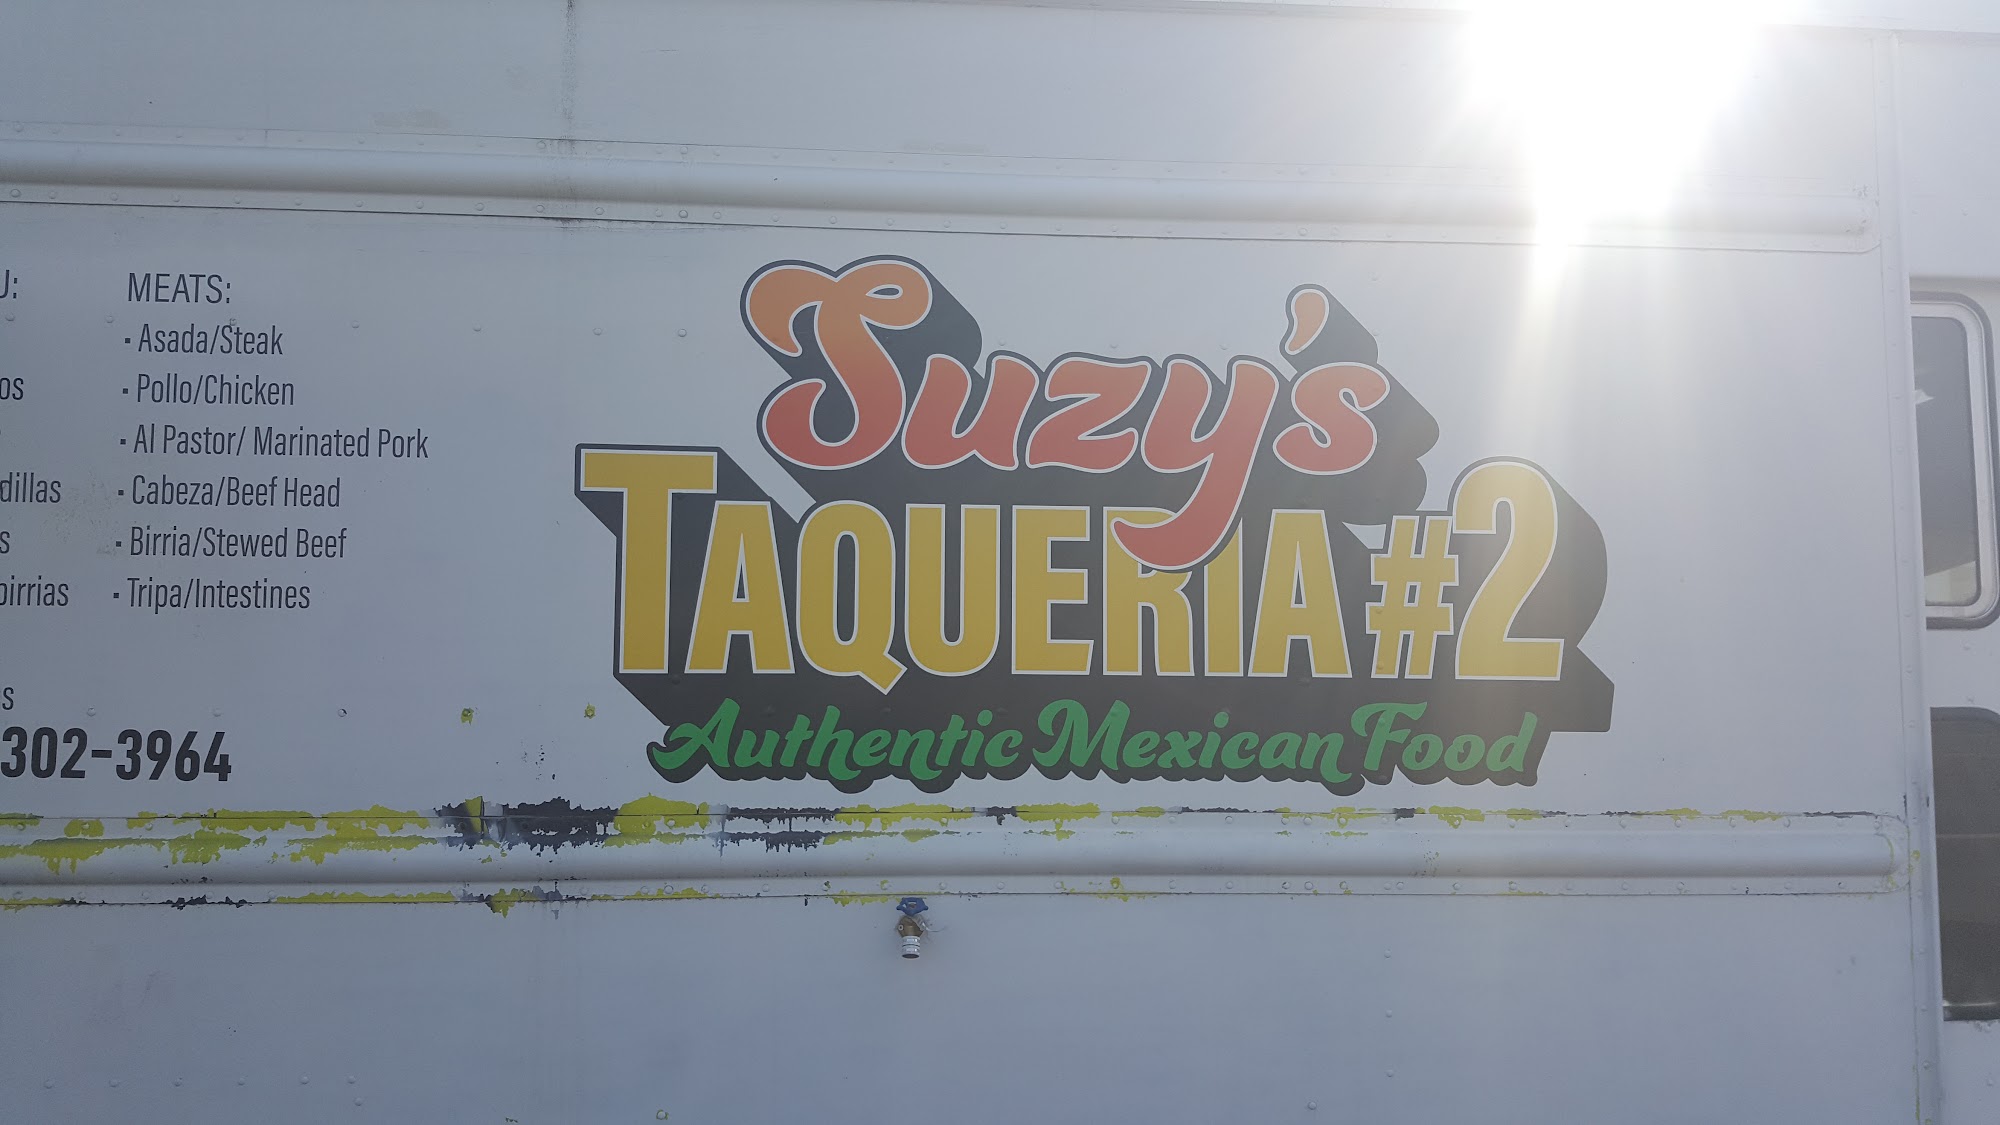 MEATS:
· Asada/Steak
· Pollo/Chicken
· Al Pastor/ Marinated Pork
· Cabeza/Beef Head
· Birria/Stewed Beef
· Tripa/Intestines
302-3964
Suzy's
TAQUERIA #2
Authentic Mexican Food